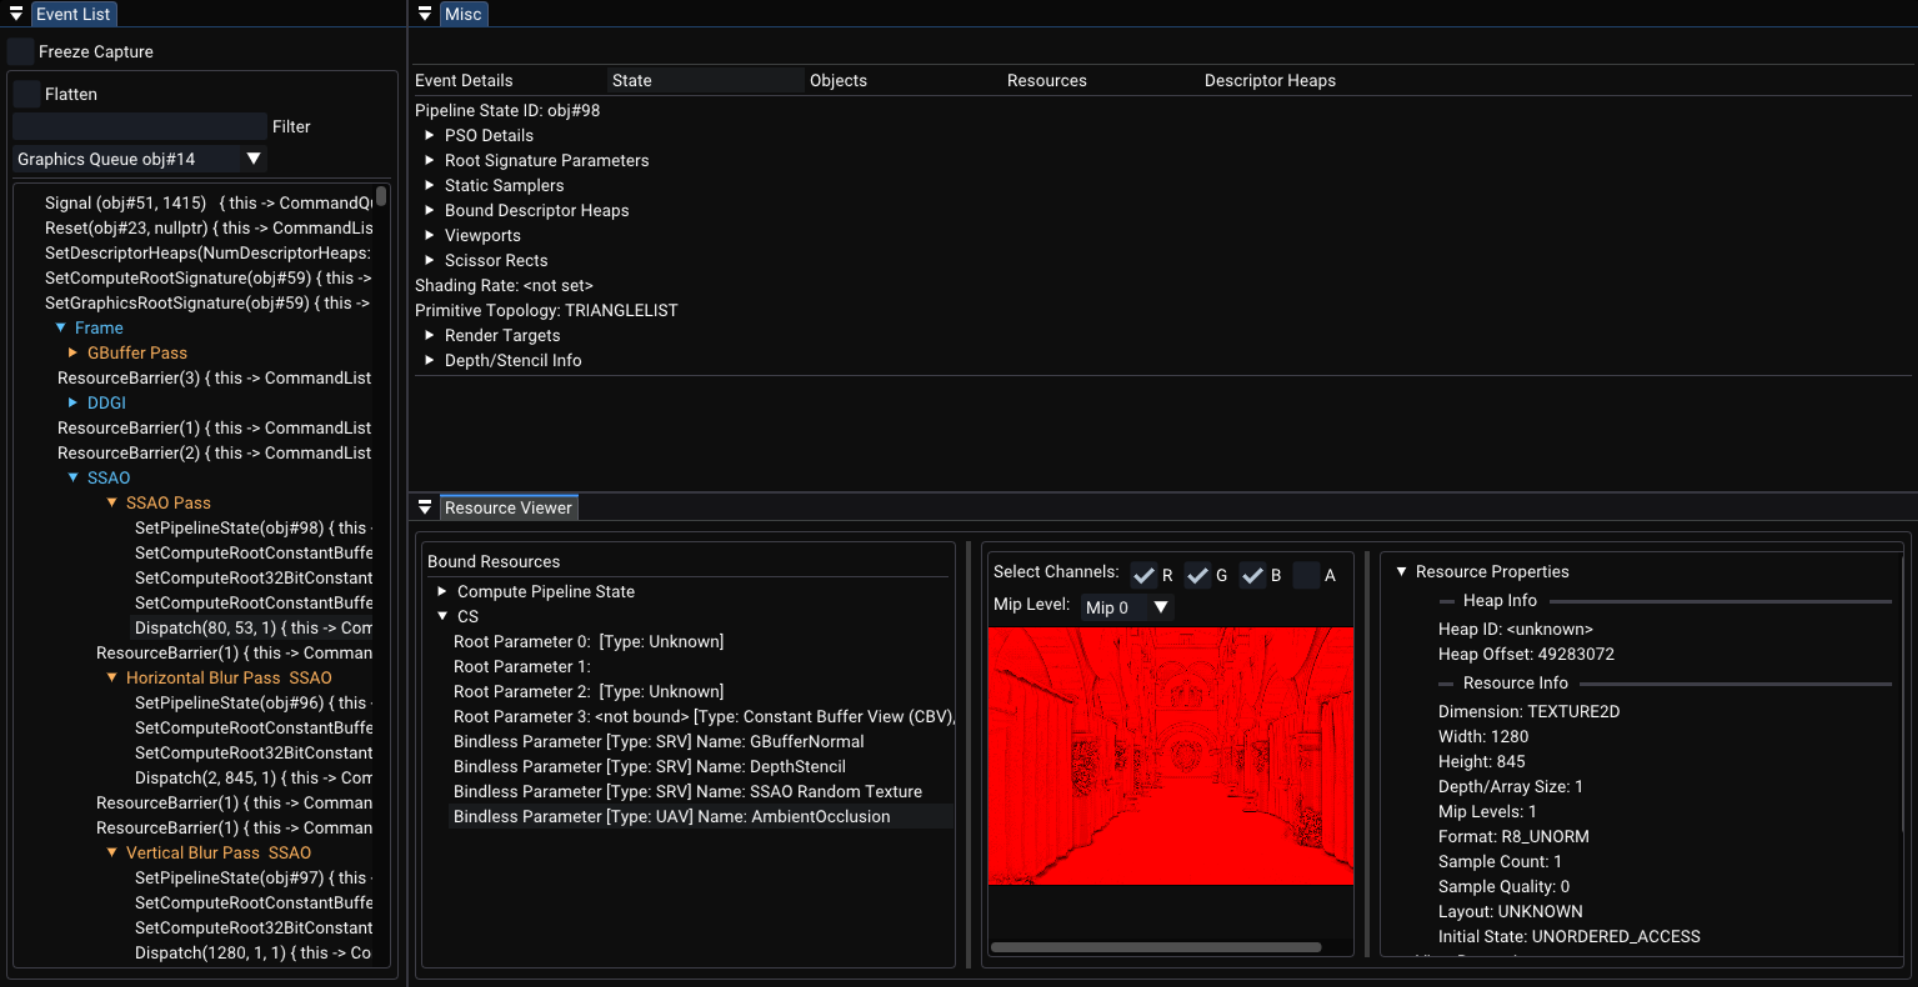 Event List
Freeze Capture
Flatten
Filter
Graphics Queue obj#14
Signal (obj#51, 1415) { this -> CommandQ
Reset(obj#23, nullptr) { this -> CommandLis
SetDescriptorHeaps(NumDescriptorHeaps:
SetComputeRootSignature(obj#59) { this ->
SetGraphicsRootSignature(obj#59) { this ->
Frame
GBuffer Pass
ResourceBarrier(3) { this -> CommandList
DDGI
ResourceBarrier(1) { this -> CommandList
ResourceBarrier(2) { this -> CommandList
SSAO
SSAO Pass
SetPipelineState(obj#98) { this
SetComputeRootConstantBuffe
SetComputeRoot32BitConstant
SetComputeRootConstantBuffe
Dispatch(80, 53, 1) { this -> Com
ResourceBarrier(1) { this -> Comman
Horizontal Blur Pass SSAO
SetPipelineState(obj#96) { this
SetComputeRootConstantBuffe
SetComputeRoot32BitConstant
Dispatch(2, 845, 1) { this -> Com
ResourceBarrier(1) { this -> Comman
ResourceBarrier(1) { this -> Comman
Vertical Blur Pass SSAO
SetPipelineState(obj#97) { this
SetComputeRootConstantBuffe
SetComputeRoot32BitConstant
Dispatch(1280, 1, 1) { this -> Co
Misc
Event Details State Objects Resources Descriptor Heaps
Pipeline State ID: obj#98
PSO Details
Root Signature Parameters
Static Samplers
Bound Descriptor Heaps
Viewports
Scissor Rects
Shading Rate: <not set>
Primitive Topology: TRIANGLELIST
Render Targets
Depth/Stencil Info
Resource Viewer
Bound Resources
Compute Pipeline State
CS
Root Parameter 0: [Type: Unknown]
Root Parameter 1:
Root Parameter 2: [Type: Unknown]
Root Parameter 3: <not bound> [Type: Constant Buffer View (CBV),
Bindless Parameter [Type: SRV] Name: GBufferNormal
Bindless Parameter [Type: SRV] Name: DepthStencil
Bindless Parameter [Type: SRV] Name: SSAO Random Texture
Bindless Parameter [Type: UAV] Name: AmbientOcclusion
Select Channels: R G B A
Mip Level: Mip 0
Resource Properties
Heap Info
Heap ID: <unknown>
Heap Offset: 49283072
Resource Info
Dimension: TEXTURE2D
Width: 1280
Height: 845
Depth/Array Size: 1
Mip Levels: 1
Format: R8_UNORM
Sample Count: 1
Sample Quality: 0
Layout: UNKNOWN
Initial State: UNORDERED_ACCESS